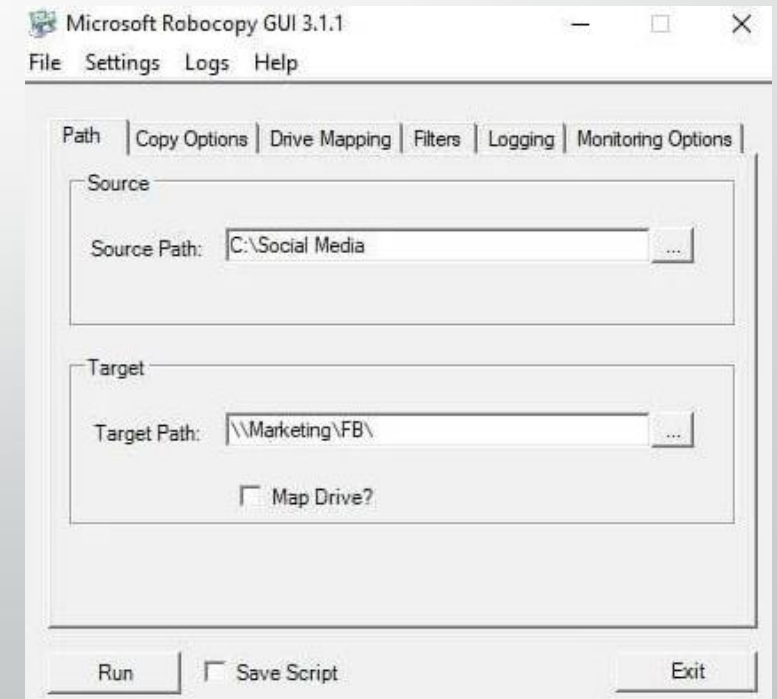 Microsoft Robocopy GUI 3.1.1
File Settings Logs Help
Path Copy Options Drive Mapping Filters Logging Monitoring Options
Source
Source Path: C:\Social Media ...
Target
Target Path: \\Marketing\FB\ ...
Map Drive?
Run Save Script Exit